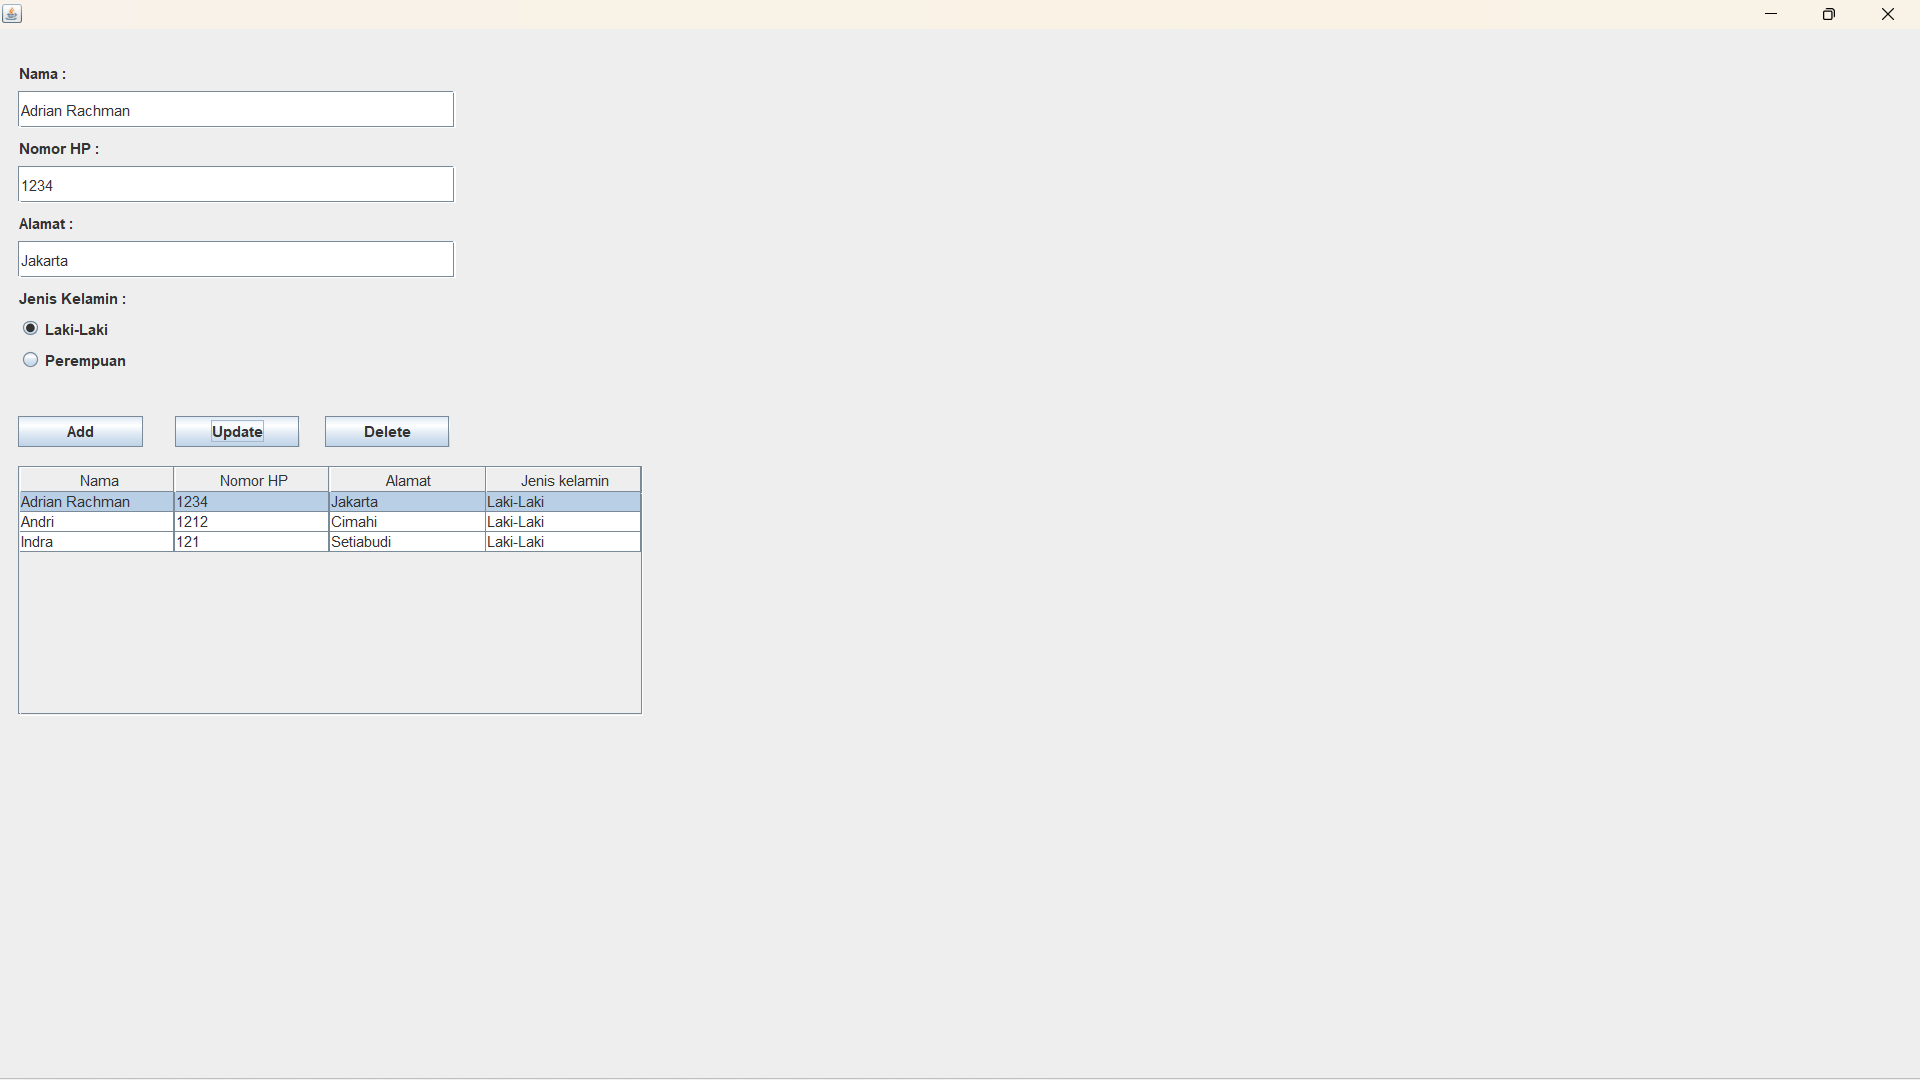 Nama :
Adrian Rachman
Nomor HP :
1234
Alamat :
Jakarta
Jenis Kelamin :
Laki-Laki
Perempuan
Add Update Delete
Nama Nomor HP Alamat Jenis kelamin
Adrian Rachman 1234 Jakarta Laki-Laki
Andri 1212 Cimahi Laki-Laki
Indra 121 Setiabudi Laki-Laki